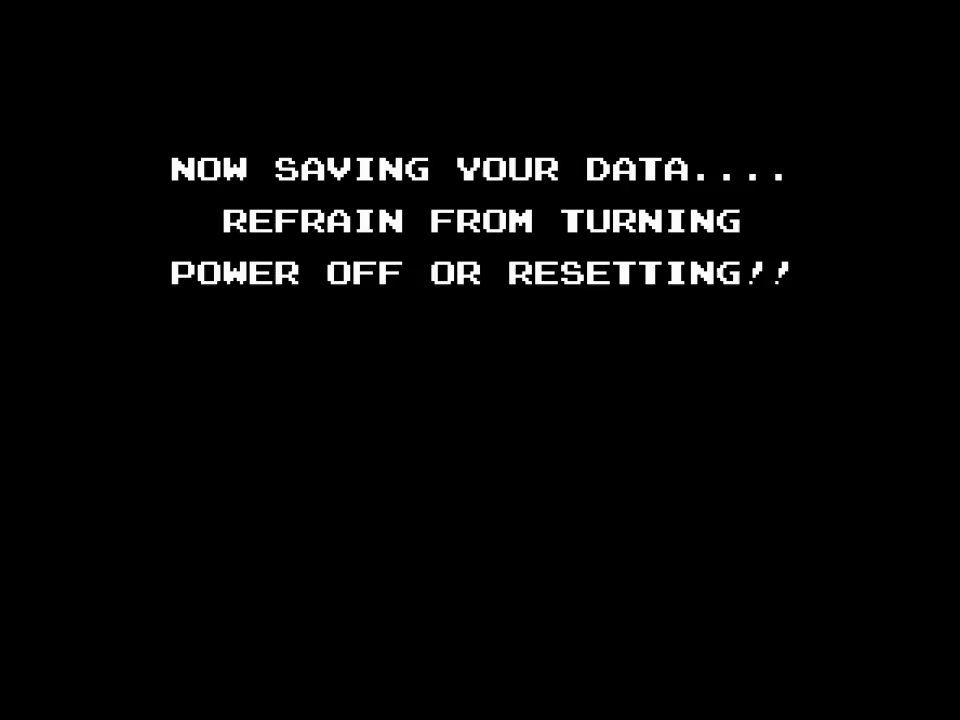 NOW SAVING YOUR DATA....
REFRAIN FROM TURNING
POWER OFF OR RESETTING!!